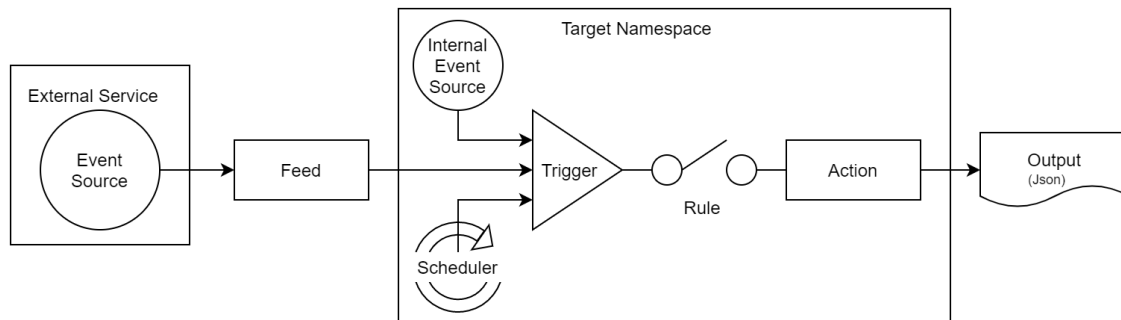 Target Namespace
External Service
Event
Source
Feed
Internal
Event
Source
Scheduler
Trigger
Rule
Action
Output
(Json)